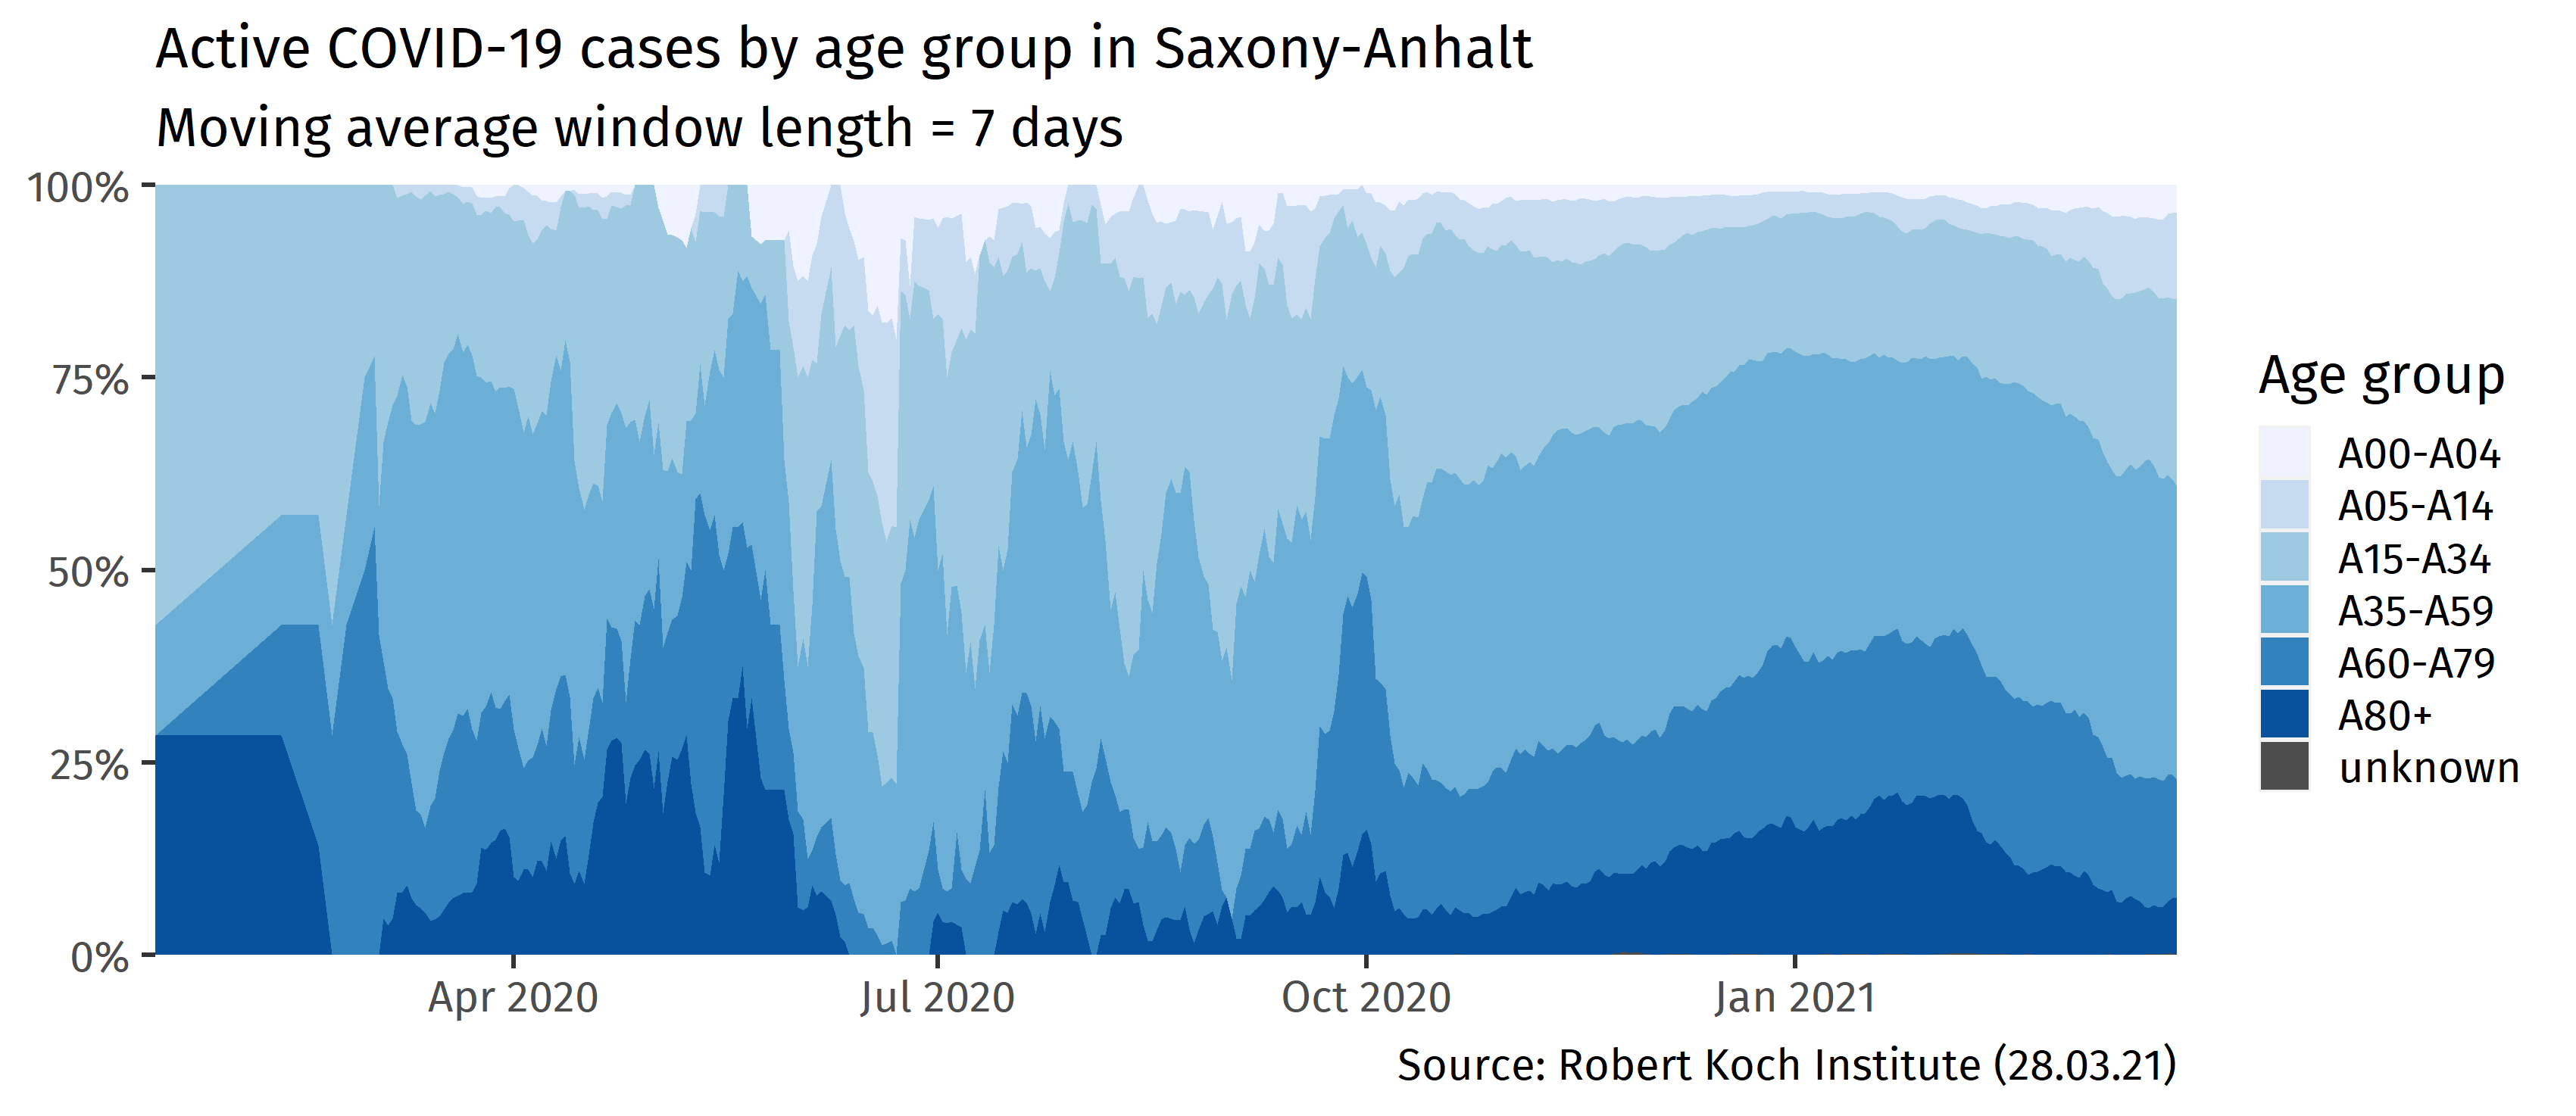 Active COVID-19 cases by age group in Saxony-Anhalt
Moving average window length = 7 days
100%
75%
50%
25%
0%
Apr 2020
Jul 2020
Oct 2020
Jan 2021
Age group
A00-A04
A05-A14
A15-A34
A35-A59
A60-A79
A80+
unknown
Source: Robert Koch Institute (28.03.21)